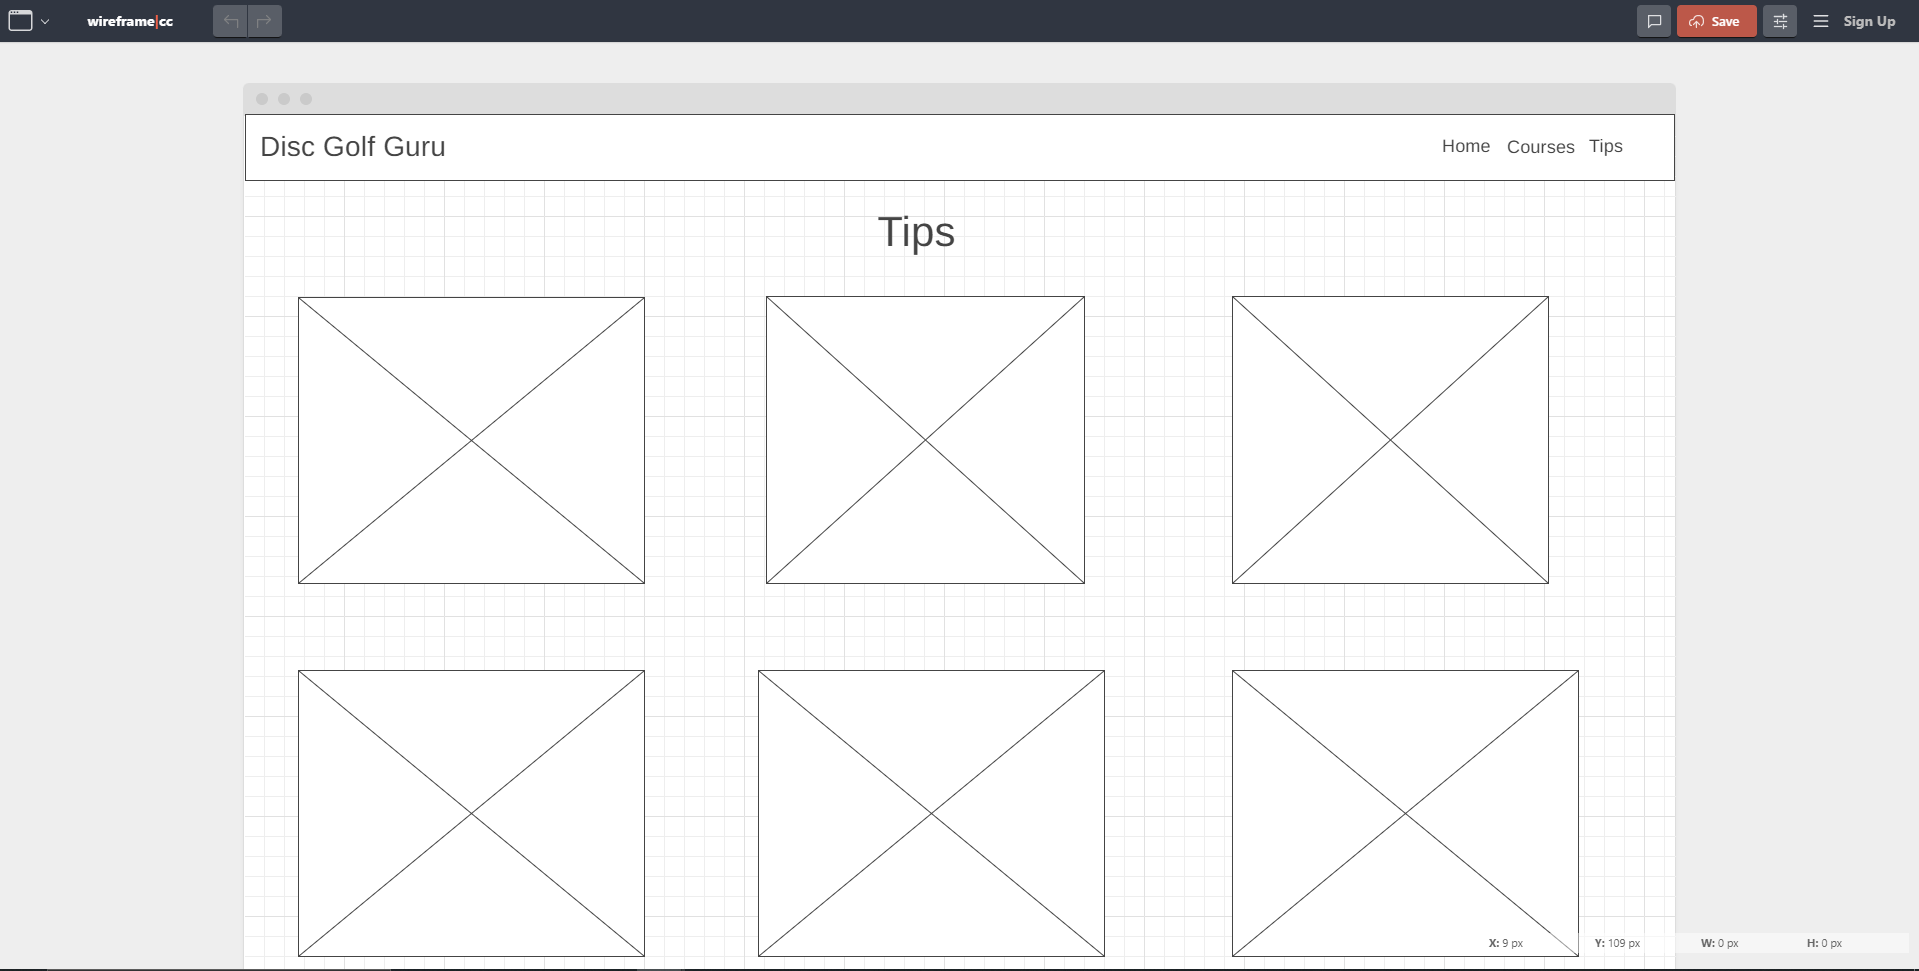 wireframe|cc
Save
Sign Up
Disc Golf Guru
Home Courses Tips
Tips
X: 9 px Y: 109 px W: 0 px H: 0 px